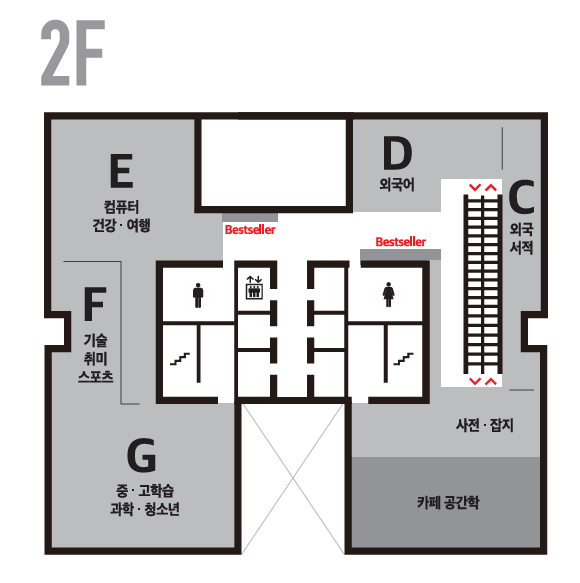 2F
E
컴퓨터
건강 · 여행
D
외국어
C
외국
서적
Bestseller
Bestseller
F
기술
취미
스포츠
G
중 · 고학습
과학 · 청소년
사전 · 잡지
카페 공간학